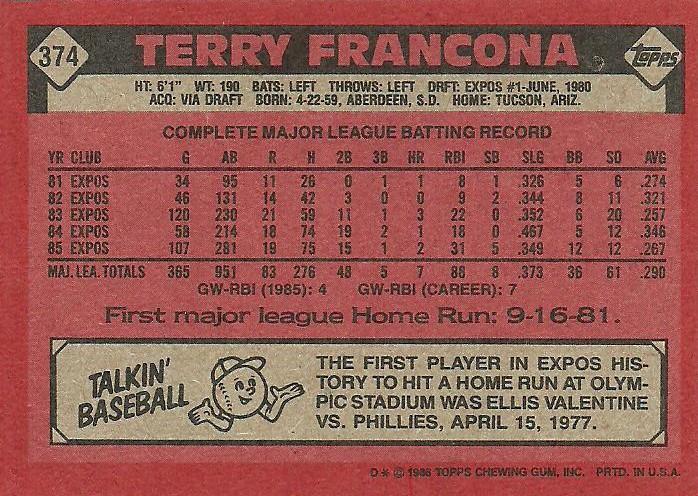 374 TERRY FRANCONA TOPPS
HT: 6'1" WT: 190 BATS: LEFT THROWS: LEFT DRFT: EXPOS #1-JUNE, 1980
ACQ: VIA DRAFT BORN: 4-22-59, ABERDEEN, S.D. HOME: TUCSON, ARIZ.
COMPLETE MAJOR LEAGUE BATTING RECORD
YR CLUB G AB R H 2B 3B HR RBI SB SLG BB SO AVG
81 EXPOS 34 95 11 26 0 1 1 8 1 .326 5 6 .274
82 EXPOS 46 131 14 42 3 0 0 9 2 .344 8 11 .321
83 EXPOS 120 230 21 59 11 1 3 22 0 .352 6 20 .257
84 EXPOS 58 214 18 74 19 2 1 18 0 .467 5 12 .346
85 EXPOS 107 281 19 75 15 1 2 31 5 .349 12 12 .267
MAJ. LEA. TOTALS 365 951 83 276 48 5 7 88 8 .373 36 61 .290
GW-RBI (1985): 4 GW-RBI (CAREER): 7
First major league Home Run: 9-16-81.
TALKIN' BASEBALL
THE FIRST PLAYER IN EXPOS HIS-
TORY TO HIT A HOME RUN AT OLYM-
PIC STADIUM WAS ELLIS VALENTINE
VS. PHILLIES, APRIL 15, 1977.
D* © 1986 TOPPS CHEWING GUM, INC. PRTD. IN U.S.A.